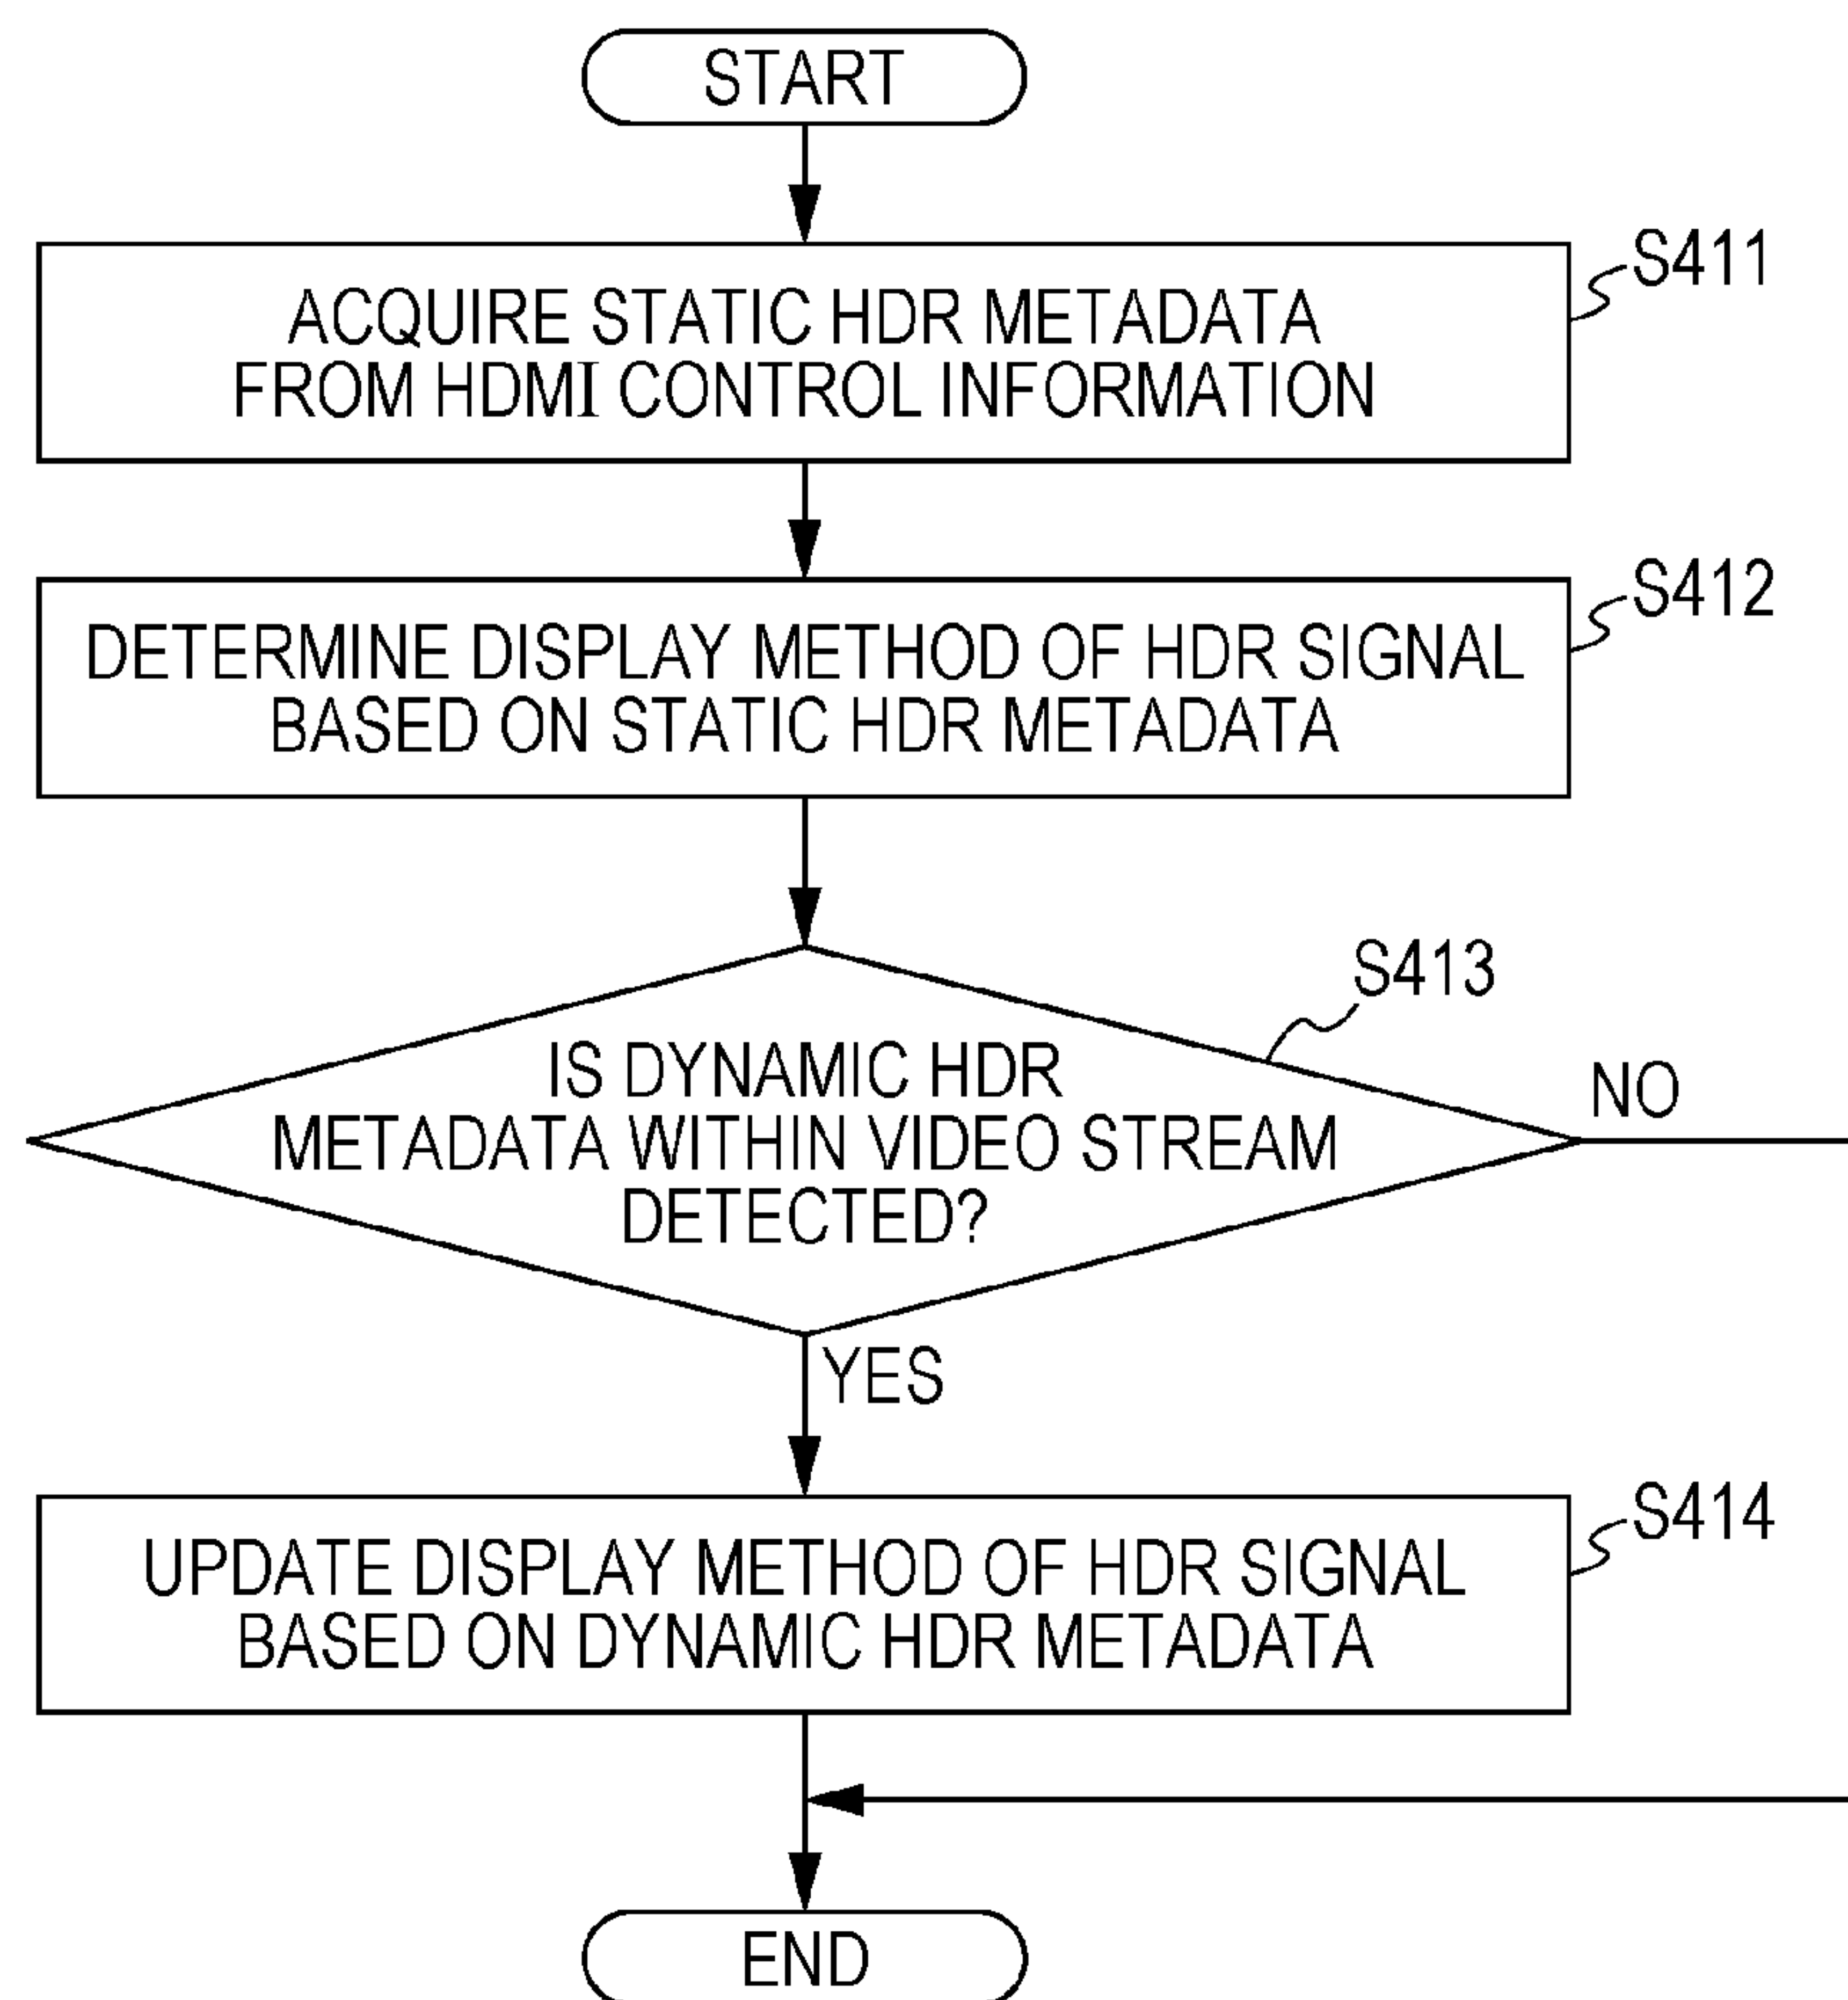 START
S411
ACQUIRE STATIC HDR METADATA
FROM HDMI CONTROL INFORMATION
S412
DETERMINE DISPLAY METHOD OF HDR SIGNAL
BASED ON STATIC HDR METADATA
S413
IS DYNAMIC HDR
METADATA WITHIN VIDEO STREAM
DETECTED?
NO
YES
S414
UPDATE DISPLAY METHOD OF HDR SIGNAL
BASED ON DYNAMIC HDR METADATA
END